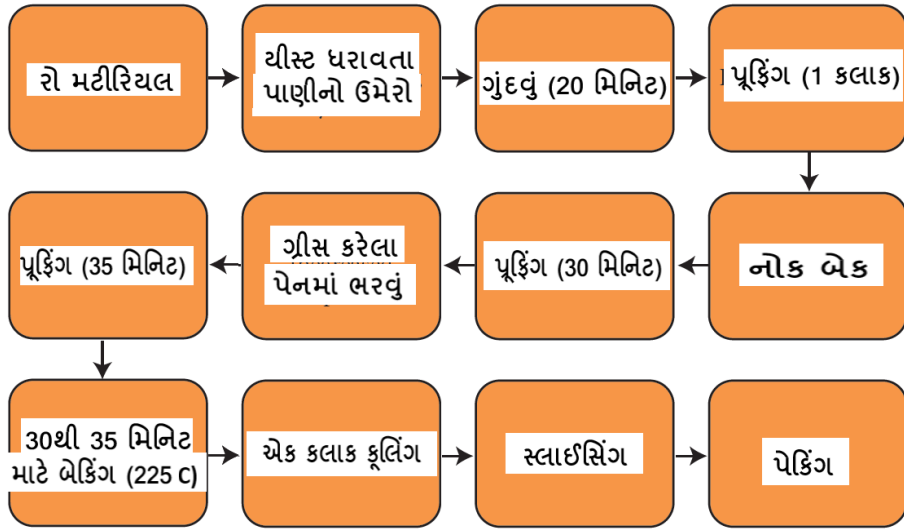 રો મટીરિયલ
યીસ્ટ ધરાવતા
પાણીનો ઉમેરો
ગુંદવું (20 મિનિટ)
પ્રૂફિંગ (1 કલાક)
નોક બેક
પ્રૂફિંગ (30 મિનિટ)
ગ્રીસ કરેલા
પેનમાં ભરવું
પ્રૂફિંગ (35 મિનિટ)
30થી 35 મિનિટ
માટે બેકિંગ (225 C)
એક કલાક કૂલિંગ
સ્લાઈસિંગ
પેકિંગ